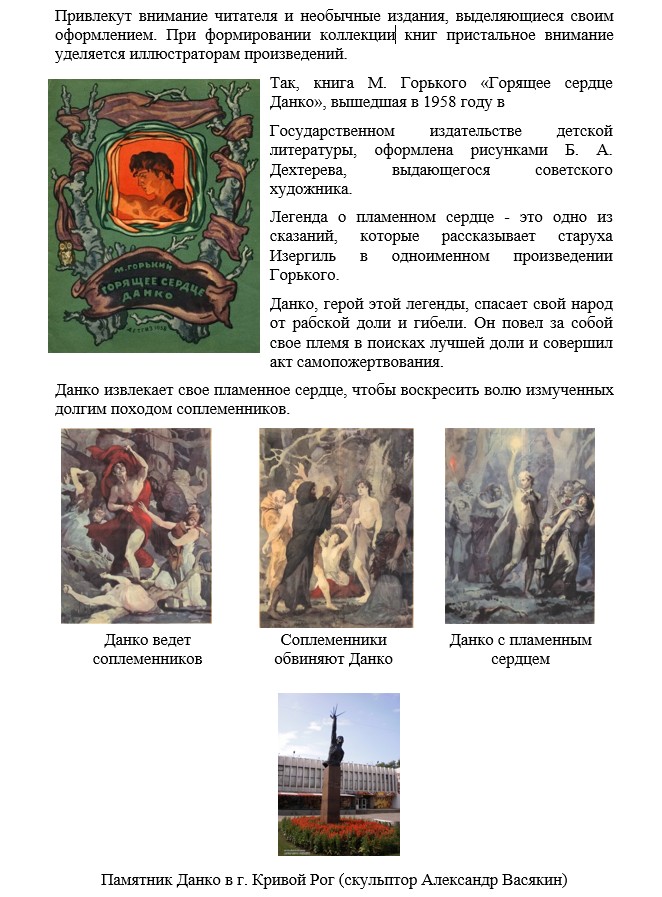 Привлекут внимание читателя и необычные издания, выделяющиеся своим
оформлением. При формировании коллекции книг пристальное внимание
уделяется иллюстраторам произведений.
Так, книга М. Горького «Горящее сердце
Данко», вышедшая в 1958 году в
Государственном издательстве детской
литературы, оформлена рисунками Б. А.
Дехтерева, выдающегося советского
художника.
Легенда о пламенном сердце - это одно из
сказаний, которые рассказывает старуха
Изергиль в одноименном произведении
Горького.
Данко, герой этой легенды, спасает свой народ
от рабской доли и гибели. Он повел за собой
свое племя в поисках лучшей доли и совершил
акт самопожертвования.
М. ГОРЬКИЙ
ГОРЯЩЕЕ СЕРДЦЕ
ДАНКО
ДЕТГИЗ 1958
Данко извлекает свое пламенное сердце, чтобы воскресить волю измученных
долгим походом соплеменников.
Данко ведет
соплеменников
Соплеменники
обвиняют Данко
Данко с пламенным
сердцем
Памятник Данко в г. Кривой Рог (скульптор Александр Васякин)